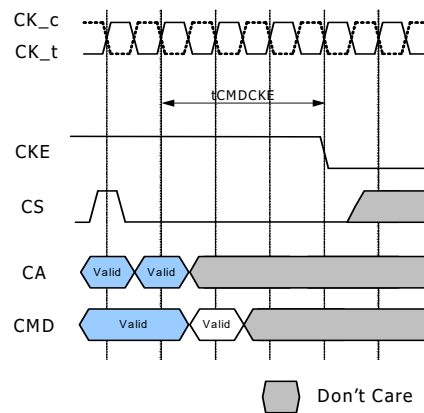 CK_c
CK_t
tCMDCKE
CKE
CS
CA Valid Valid
CMD Valid Valid
Don't Care